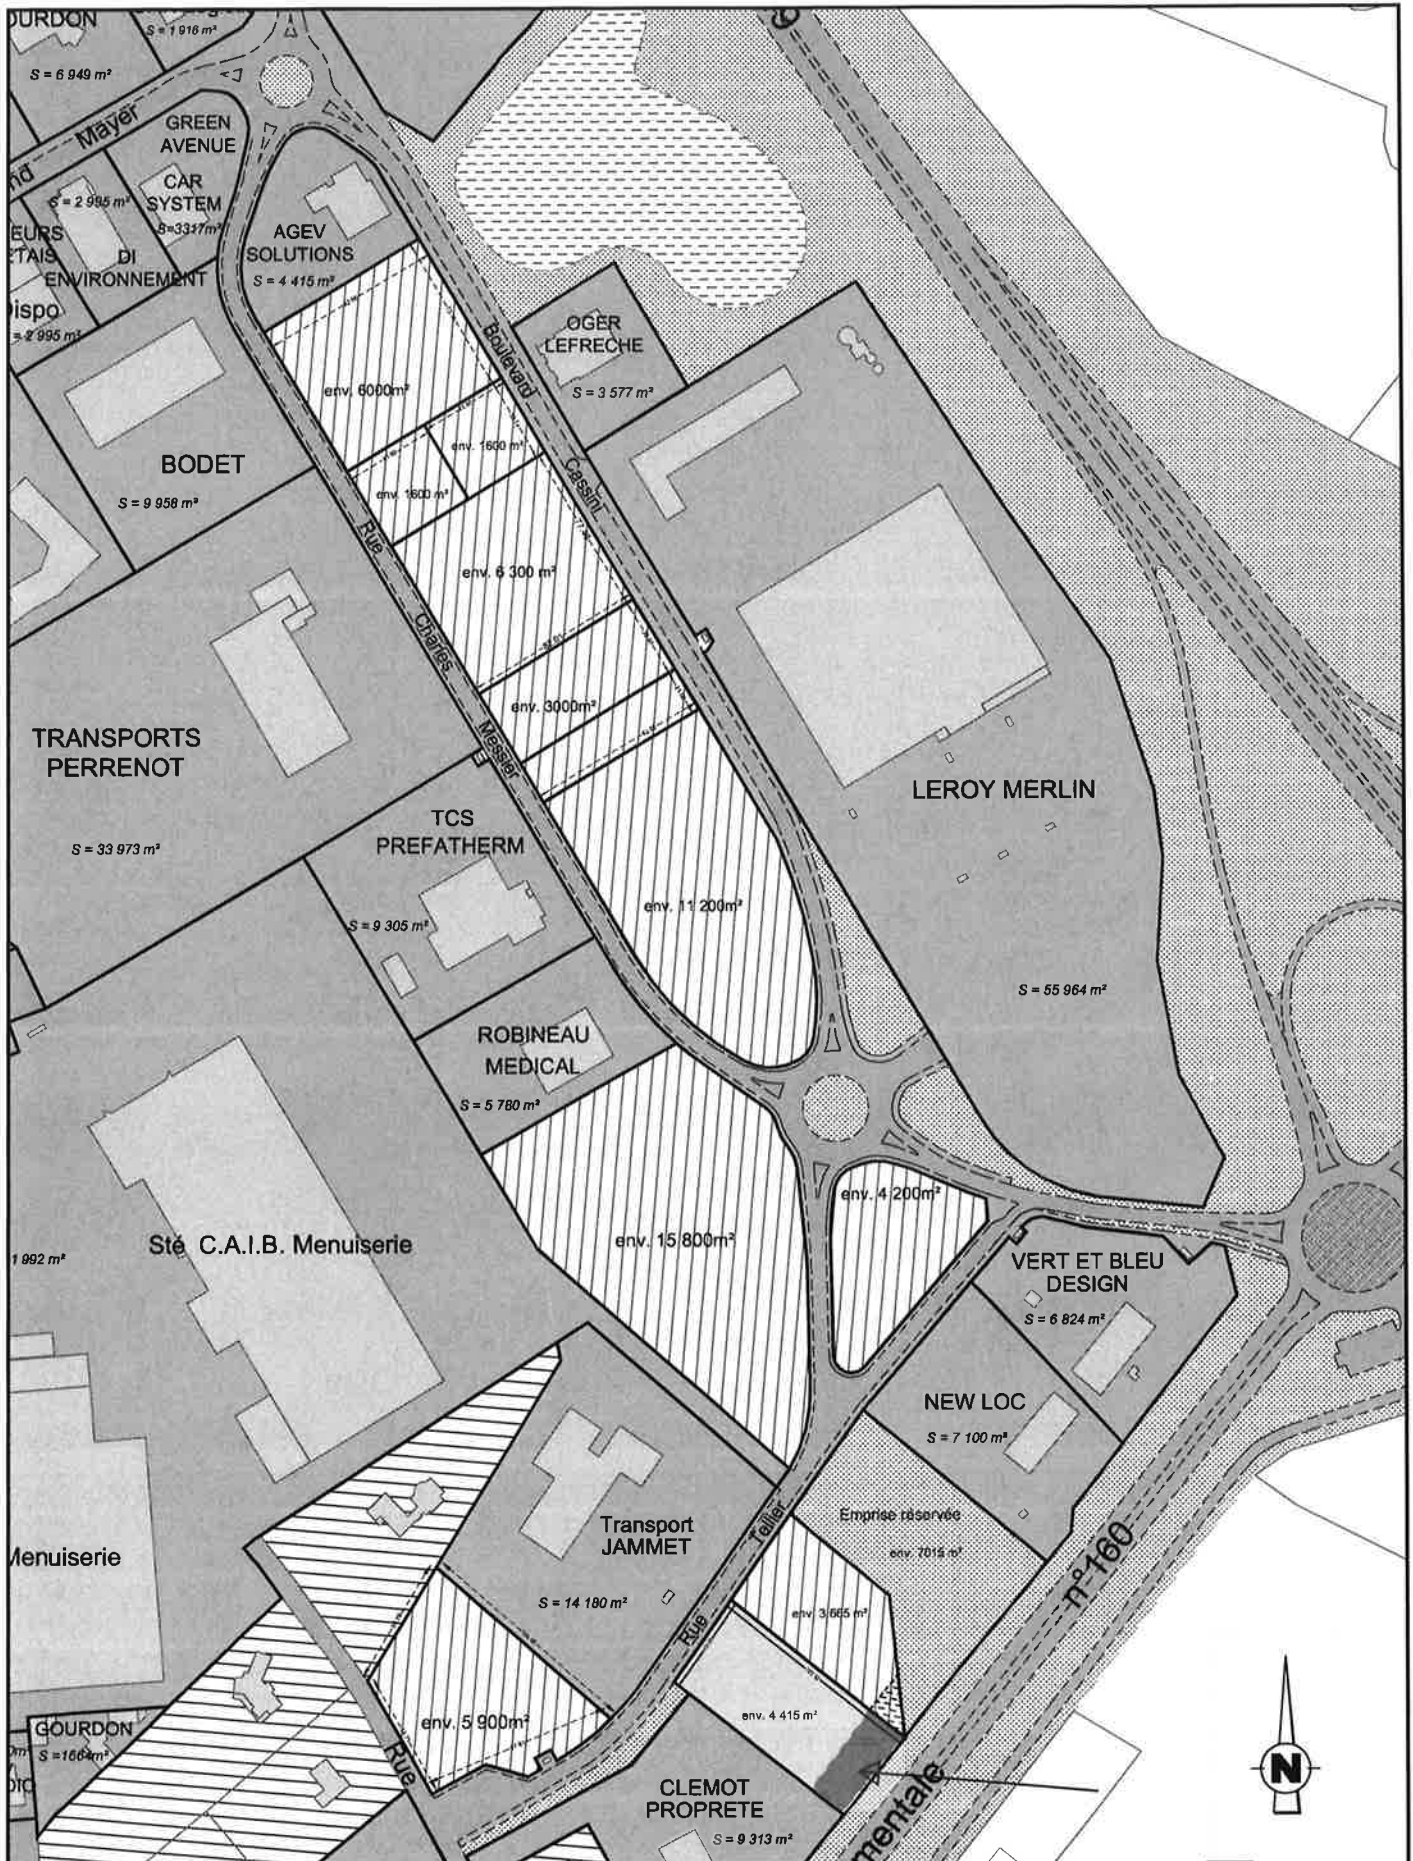 OURDON
S = 6 949 m²
S = 1 916 m²
Mayer
nd
GREEN
AVENUE
CAR
SYSTEM
S=3317m²
S = 2 995 m²
DI
ENVIRONNEMENT
EURS
ETAIS
Dispo
= 2 995 m²
AGEV
SOLUTIONS
S = 4 415 m²
OGER
LEFRECHE
S = 3 577 m²
Boulevard
Cassini
env. 6000m²
env. 1600 m²
env. 1600 m²
BODET
S = 9 958 m²
Rue
Charles
Messier
env. 6 300 m²
env. 3000m²
TRANSPORTS
PERRENOT
S = 33 973 m²
LEROY MERLIN
S = 55 964 m²
TCS
PREFATHERM
S = 9 305 m²
env. 11 200m²
ROBINEAU
MEDICAL
S = 5 780 m²
env. 15 800m²
env. 4 200m²
Sté C.A.I.B. Menuiserie
1 992 m²
VERT ET BLEU
DESIGN
S = 6 824 m²
NEW LOC
S = 7 100 m²
Emprise réservée
env. 7015 m²
Transport
JAMMET
S = 14 180 m²
Rue
Tellier
n°160
Menuiserie
env. 3 665 m²
env. 4 415 m²
env. 5 900m²
Rue
GOURDON
S =1664m²
CLEMOT
PROPRETE
S = 9 313 m²
mentale
N